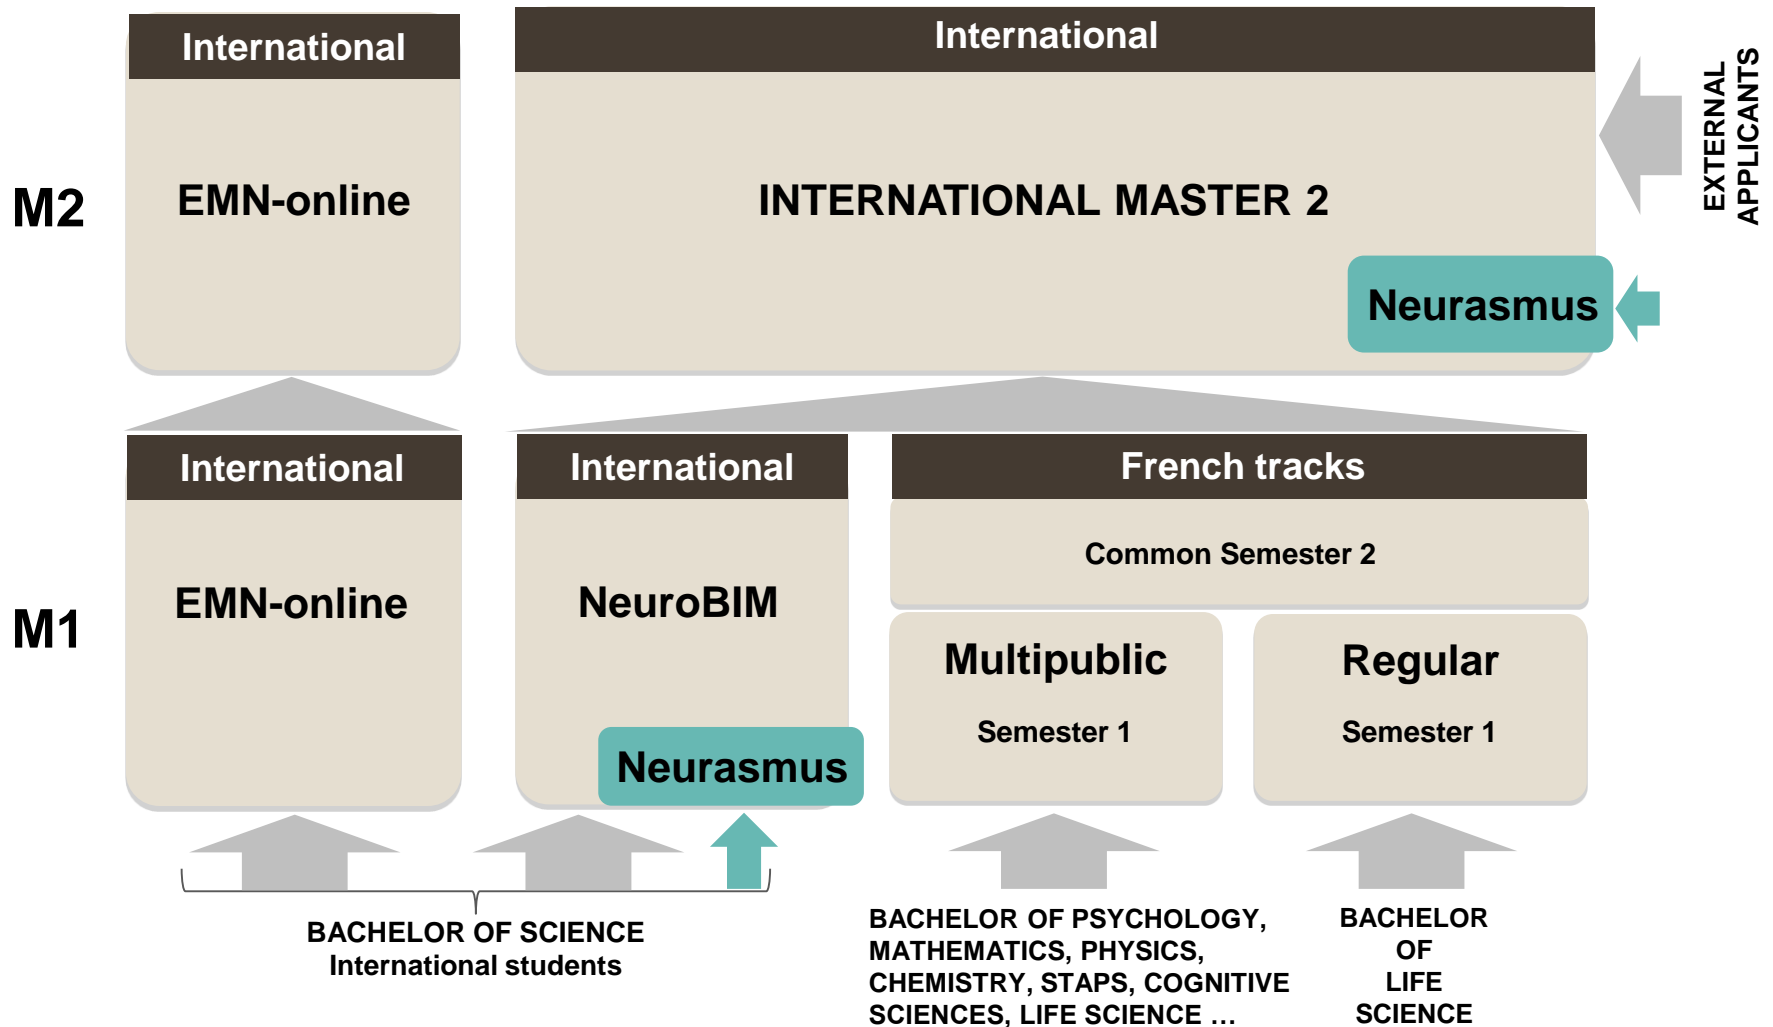 International
International
EXTERNAL
APPLICANTS
M2
EMN-online
INTERNATIONAL MASTER 2
Neurasmus
International
International
French tracks
Common Semester 2
M1
EMN-online
NeuroBIM
Multipublic
Regular
Semester 1
Semester 1
Neurasmus
BACHELOR OF SCIENCE
International students
BACHELOR OF PSYCHOLOGY,
MATHEMATICS, PHYSICS,
CHEMISTRY, STAPS, COGNITIVE
SCIENCES, LIFE SCIENCE ...
BACHELOR
OF
LIFE
SCIENCE